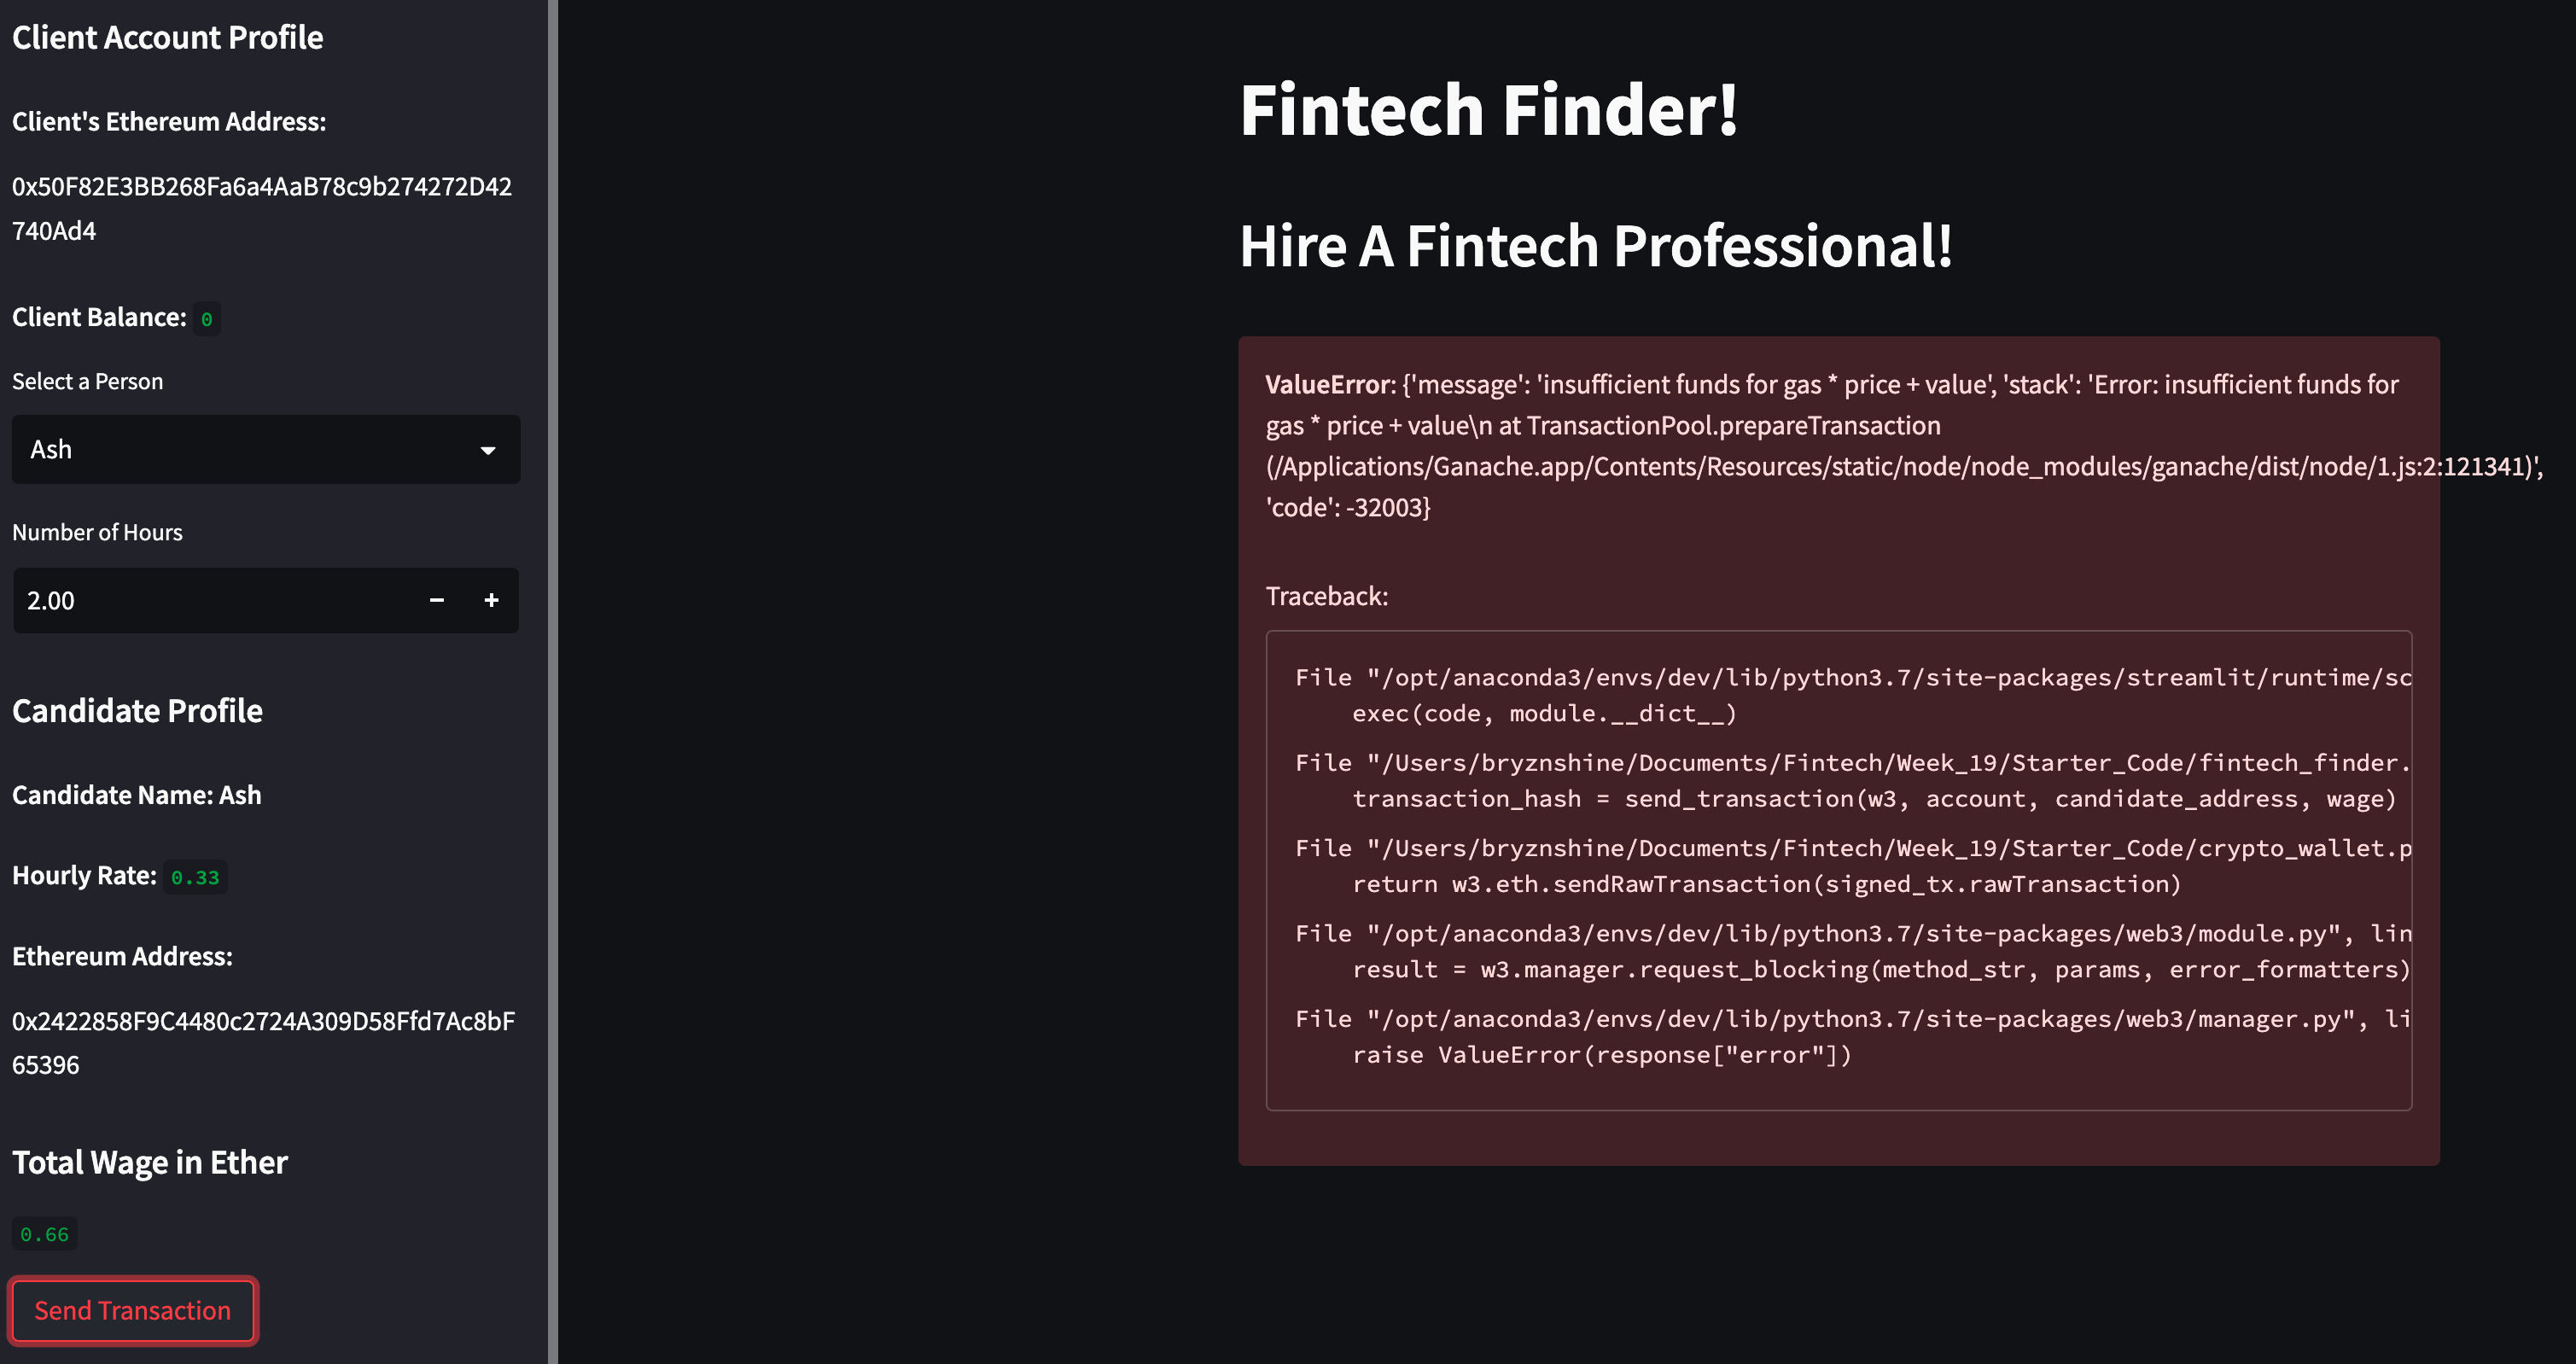 Client Account Profile
Client's Ethereum Address:
0x50F82E3BB268Fa6a4AaB78c9b274272D42
740Ad4
Client Balance: 0
Select a Person
Ash
Number of Hours
2.00 − +
Candidate Profile
Candidate Name: Ash
Hourly Rate: 0.33
Ethereum Address:
0x2422858F9C4480c2724A309D58Ffd7Ac8bF
65396
Total Wage in Ether
0.66
Send Transaction
Fintech Finder!
Hire A Fintech Professional!
ValueError: {'message': 'insufficient funds for gas * price + value', 'stack': 'Error: insufficient funds for
gas * price + value\n at TransactionPool.prepareTransaction
(/Applications/Ganache.app/Contents/Resources/static/node/node_modules/ganache/dist/node/1.js:2:121341)',
'code': -32003}
Traceback:
File "/opt/anaconda3/envs/dev/lib/python3.7/site-packages/streamlit/runtime/sc
exec(code, module.__dict__)
File "/Users/bryznshine/Documents/Fintech/Week_19/Starter_Code/fintech_finder.
transaction_hash = send_transaction(w3, account, candidate_address, wage)
File "/Users/bryznshine/Documents/Fintech/Week_19/Starter_Code/crypto_wallet.p
return w3.eth.sendRawTransaction(signed_tx.rawTransaction)
File "/opt/anaconda3/envs/dev/lib/python3.7/site-packages/web3/module.py", lin
result = w3.manager.request_blocking(method_str, params, error_formatters)
File "/opt/anaconda3/envs/dev/lib/python3.7/site-packages/web3/manager.py", li
raise ValueError(response["error"])